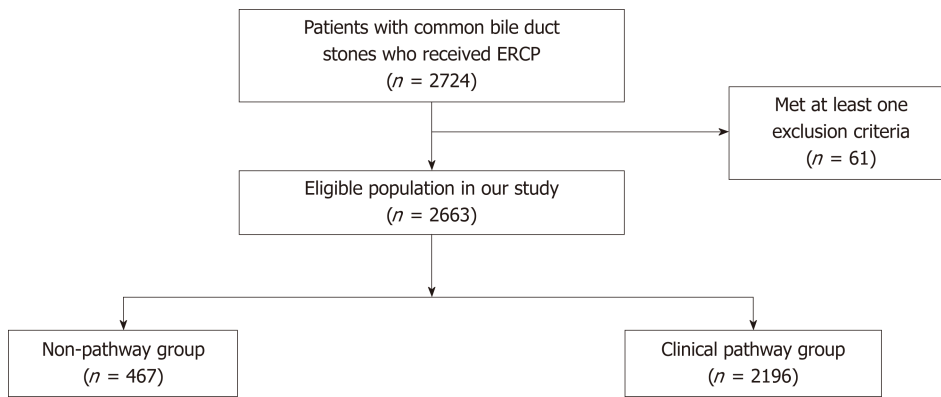 Patients with common bile duct
stones who received ERCP
(n = 2724)
Met at least one
exclusion criteria
(n = 61)
Eligible population in our study
(n = 2663)
Non-pathway group
(n = 467)
Clinical pathway group
(n = 2196)